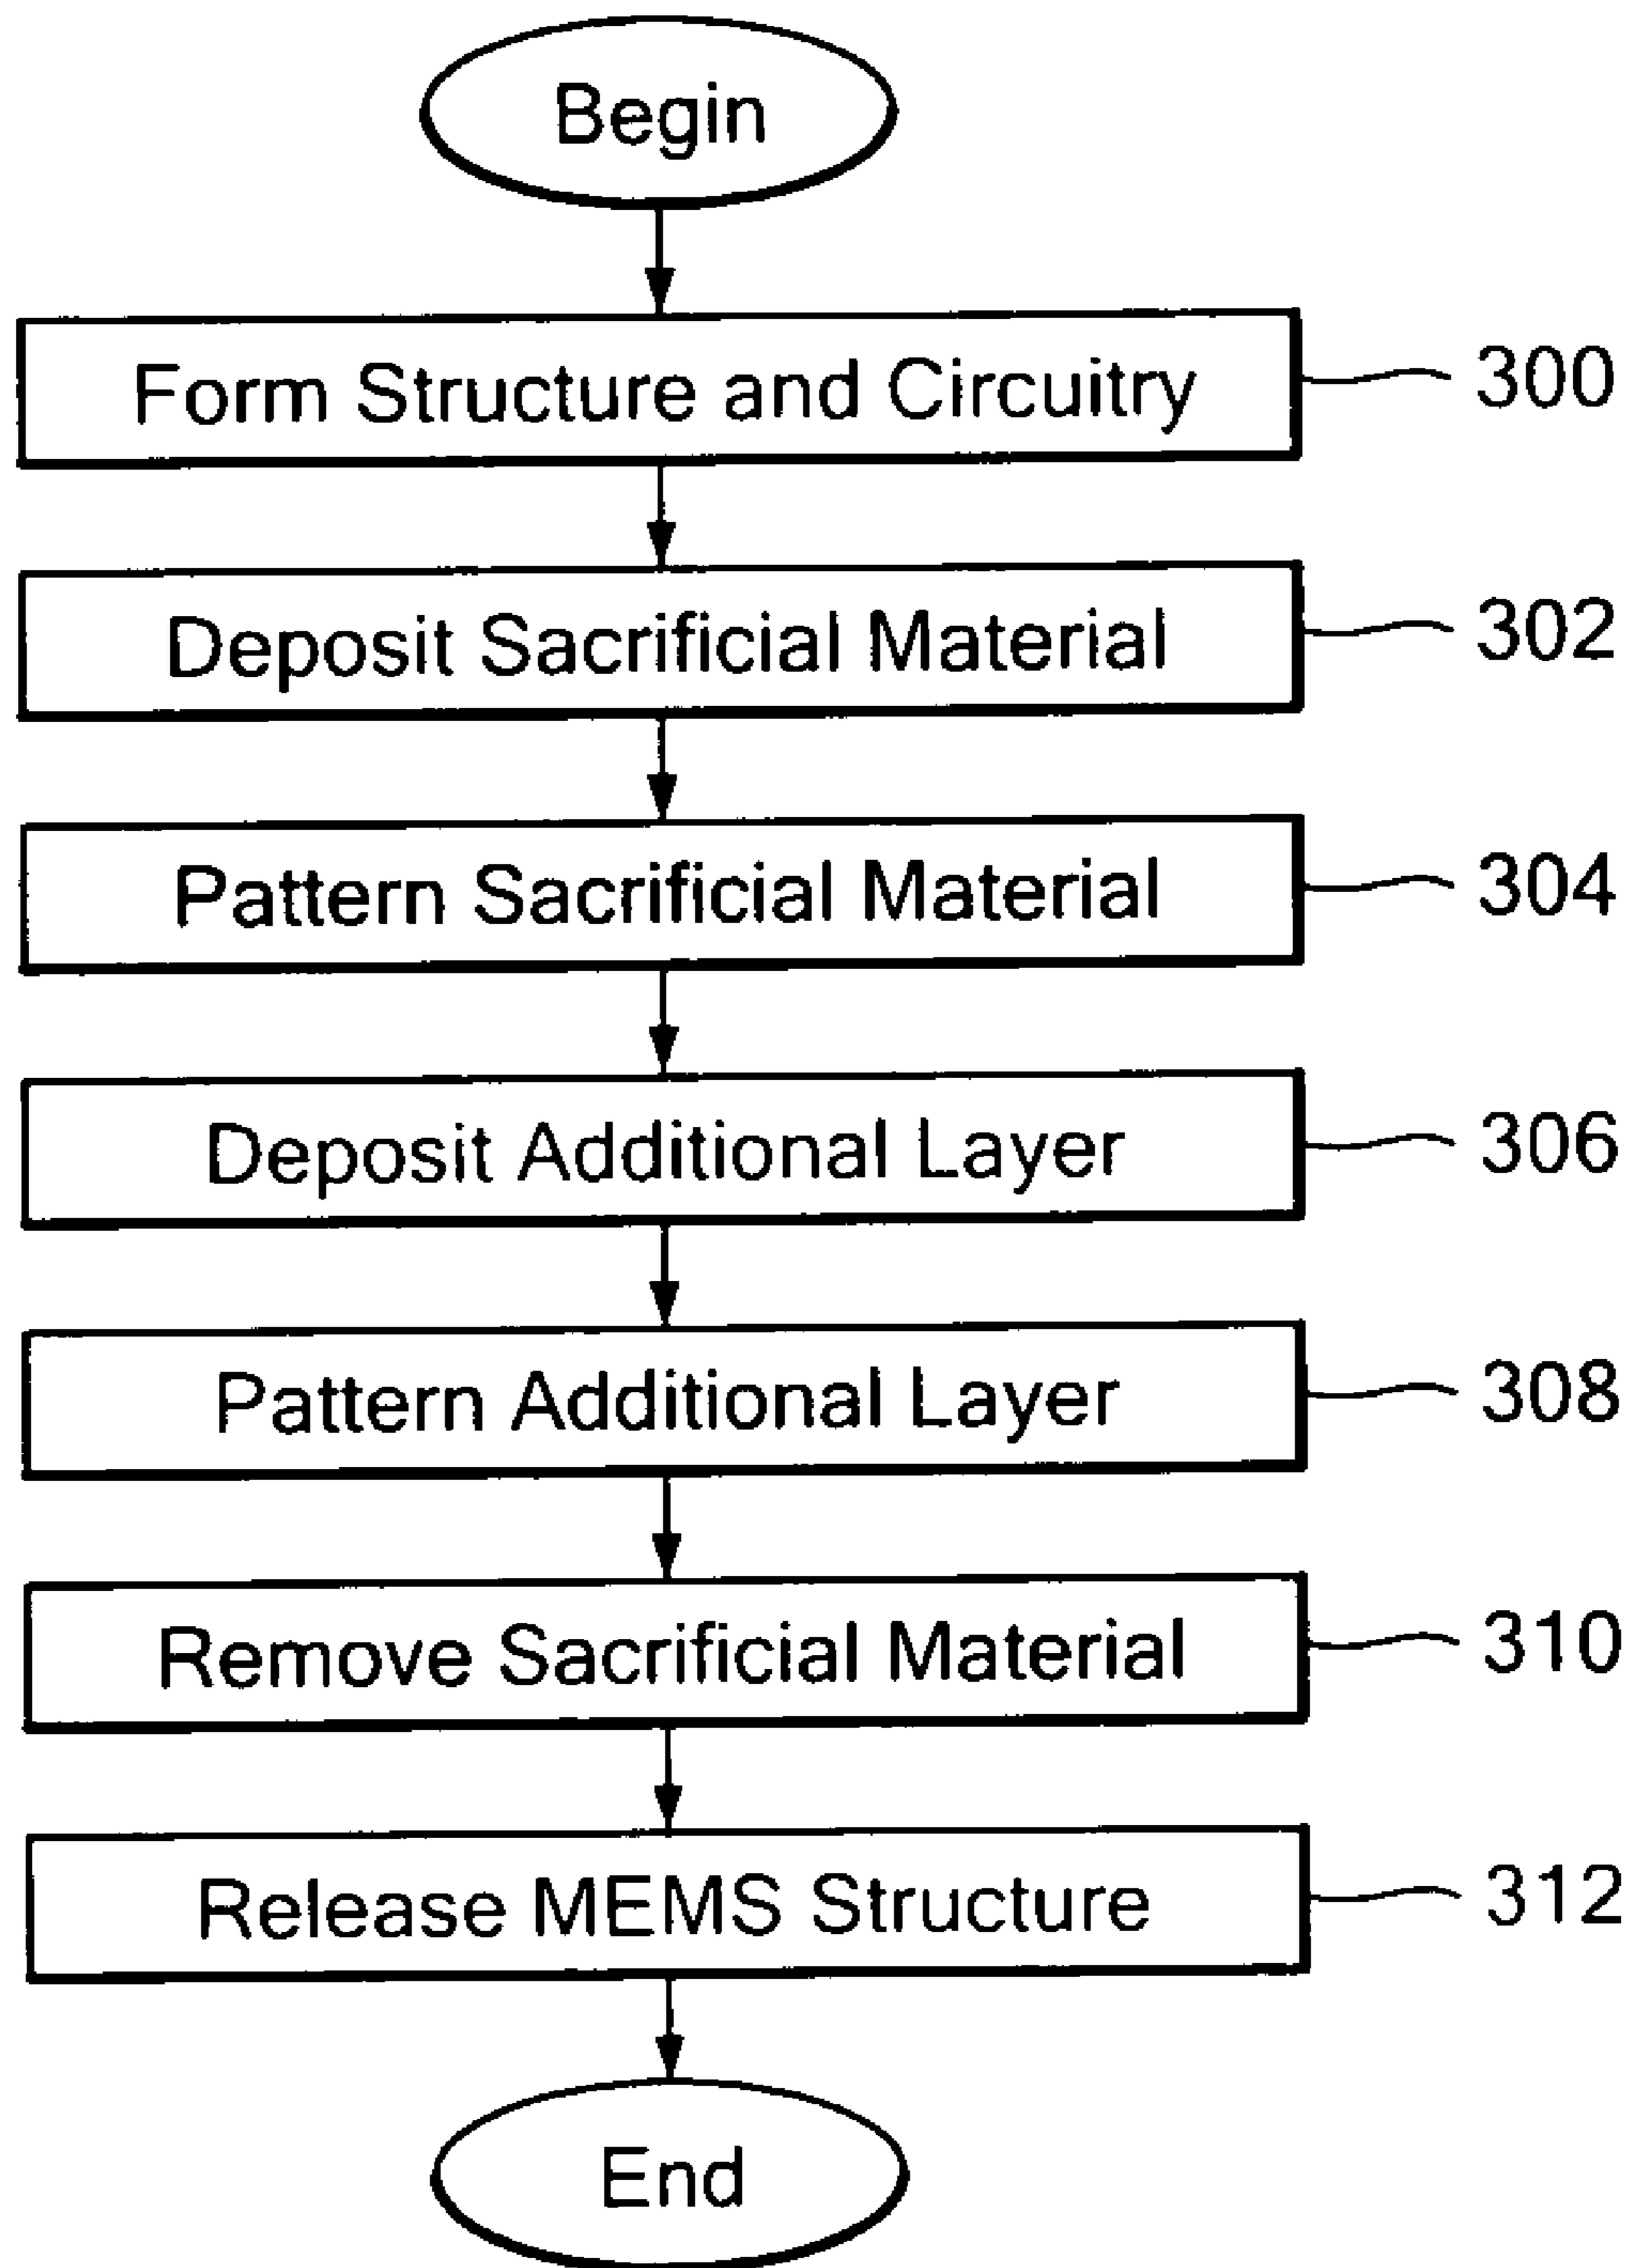 Begin
Form Structure and Circuitry
300
Deposit Sacrificial Material
302
Pattern Sacrificial Material
304
Deposit Additional Layer
306
Pattern Additional Layer
308
Remove Sacrificial Material
310
Release MEMS Structure
312
End